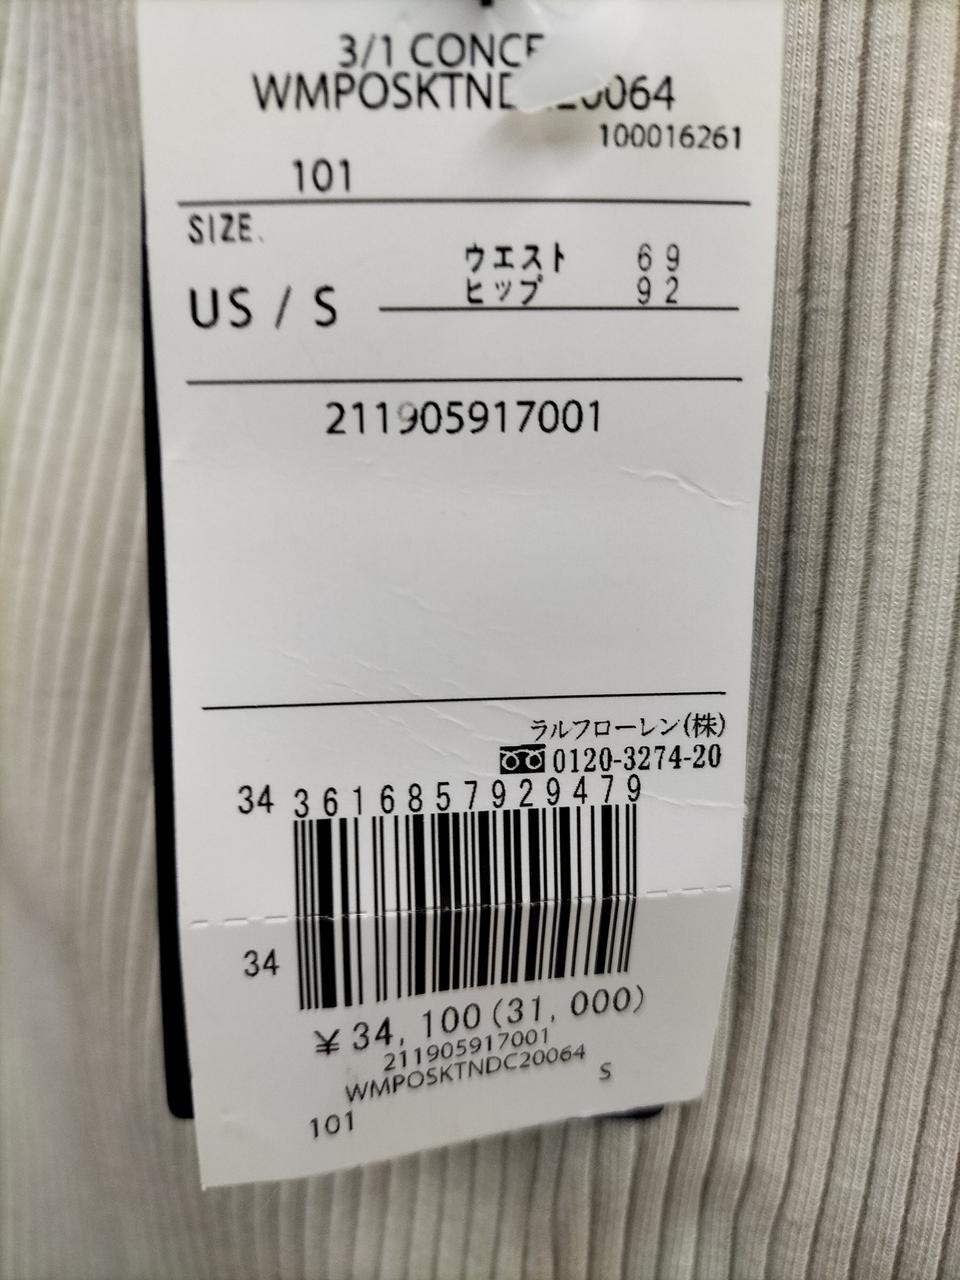 3/1 CONCE
WMPOSKTNDC20064
100016261
101
SIZE.
ウエスト 69
US / S
ヒップ 92
211905917001
ラルフローレン(株)
0120-3274-20
34 3616857929479
34
¥34,100(31,000)
211905917001
WMPOSKTNDC20064
S
101